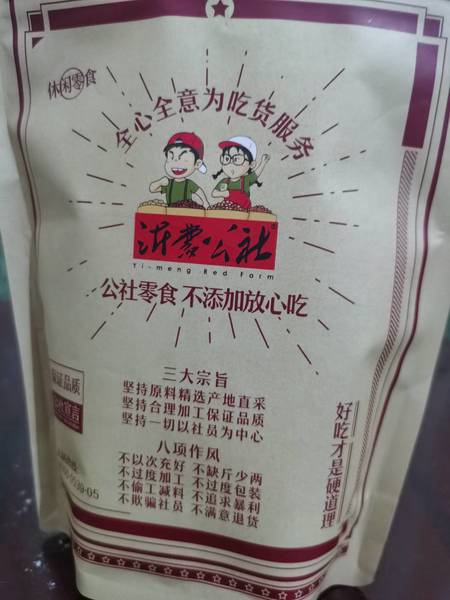 休闲零食
全心全意为吃货服务
沂蒙公社
Yi-meng Red Farm
公社零食 不添加放心吃
三大宗旨
坚持原料精选产地直采
坚持合理加工保证品质
坚持一切以社员为中心
八项作风
不以次充好 不缺斤少两
不过度加工 不过度包装
不偷工减料 不追求暴利
不欺骗社员 不满意退货
保证品质
好吃才是硬道理